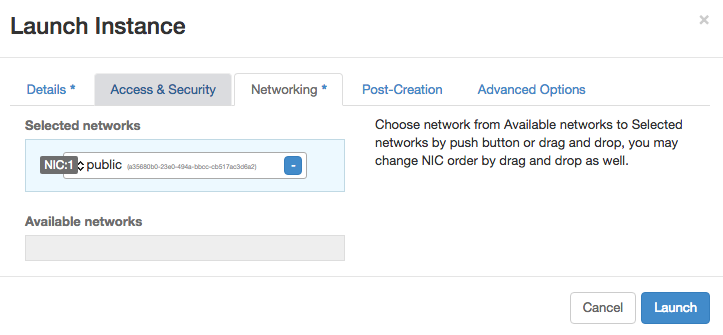 Launch Instance
×
Details *
Access & Security
Networking *
Post-Creation
Advanced Options
Selected networks
NIC:1
public (a35680b0-23e0-494a-bbcc-cb517ac3d6a2)
-
Choose network from Available networks to Selected
networks by push button or drag and drop, you may
change NIC order by drag and drop as well.
Available networks
Cancel
Launch